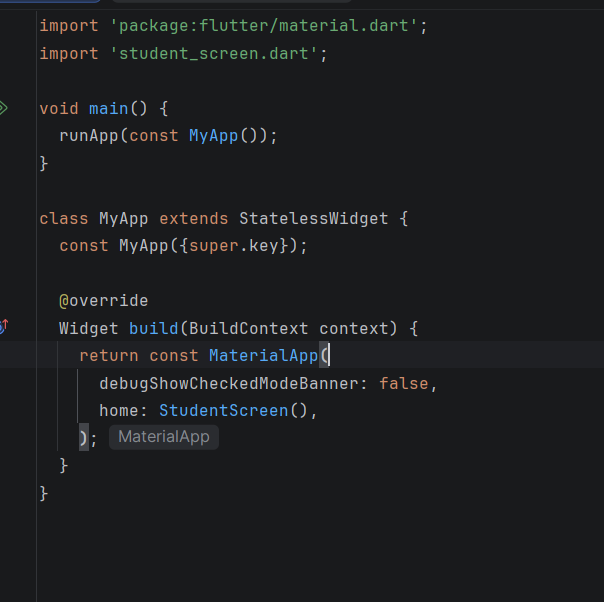 import 'package:flutter/material.dart';
import 'student_screen.dart';

void main() {
  runApp(const MyApp());
}

class MyApp extends StatelessWidget {
  const MyApp({super.key});

  @override
  Widget build(BuildContext context) {
    return const MaterialApp(
      debugShowCheckedModeBanner: false,
      home: StudentScreen(),
    ); MaterialApp
  }
}